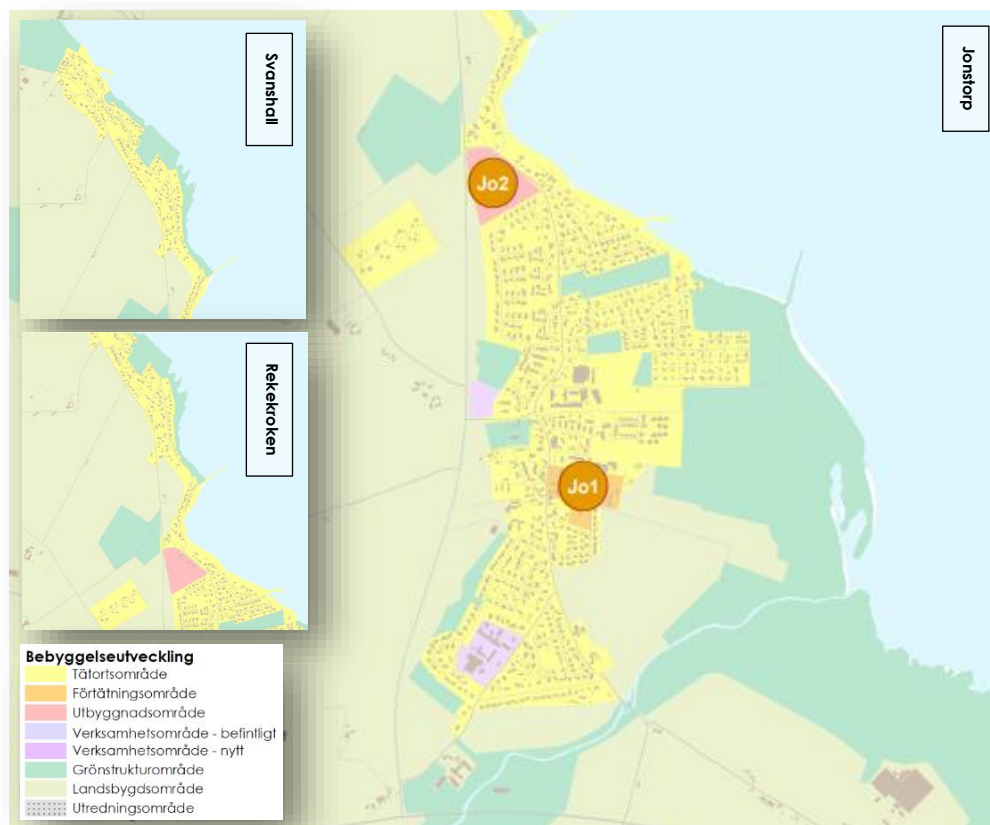 Svanshall
Jonstorp
Jo2
Rekekroken
Jo1
Bebyggelseutveckling
Tätortsområde
Förtätningsområde
Utbyggnadsområde
Verksamhetsområde - befintligt
Verksamhetsområde - nytt
Grönstrukturområde
Landsbygdsområde
Utredningsområde